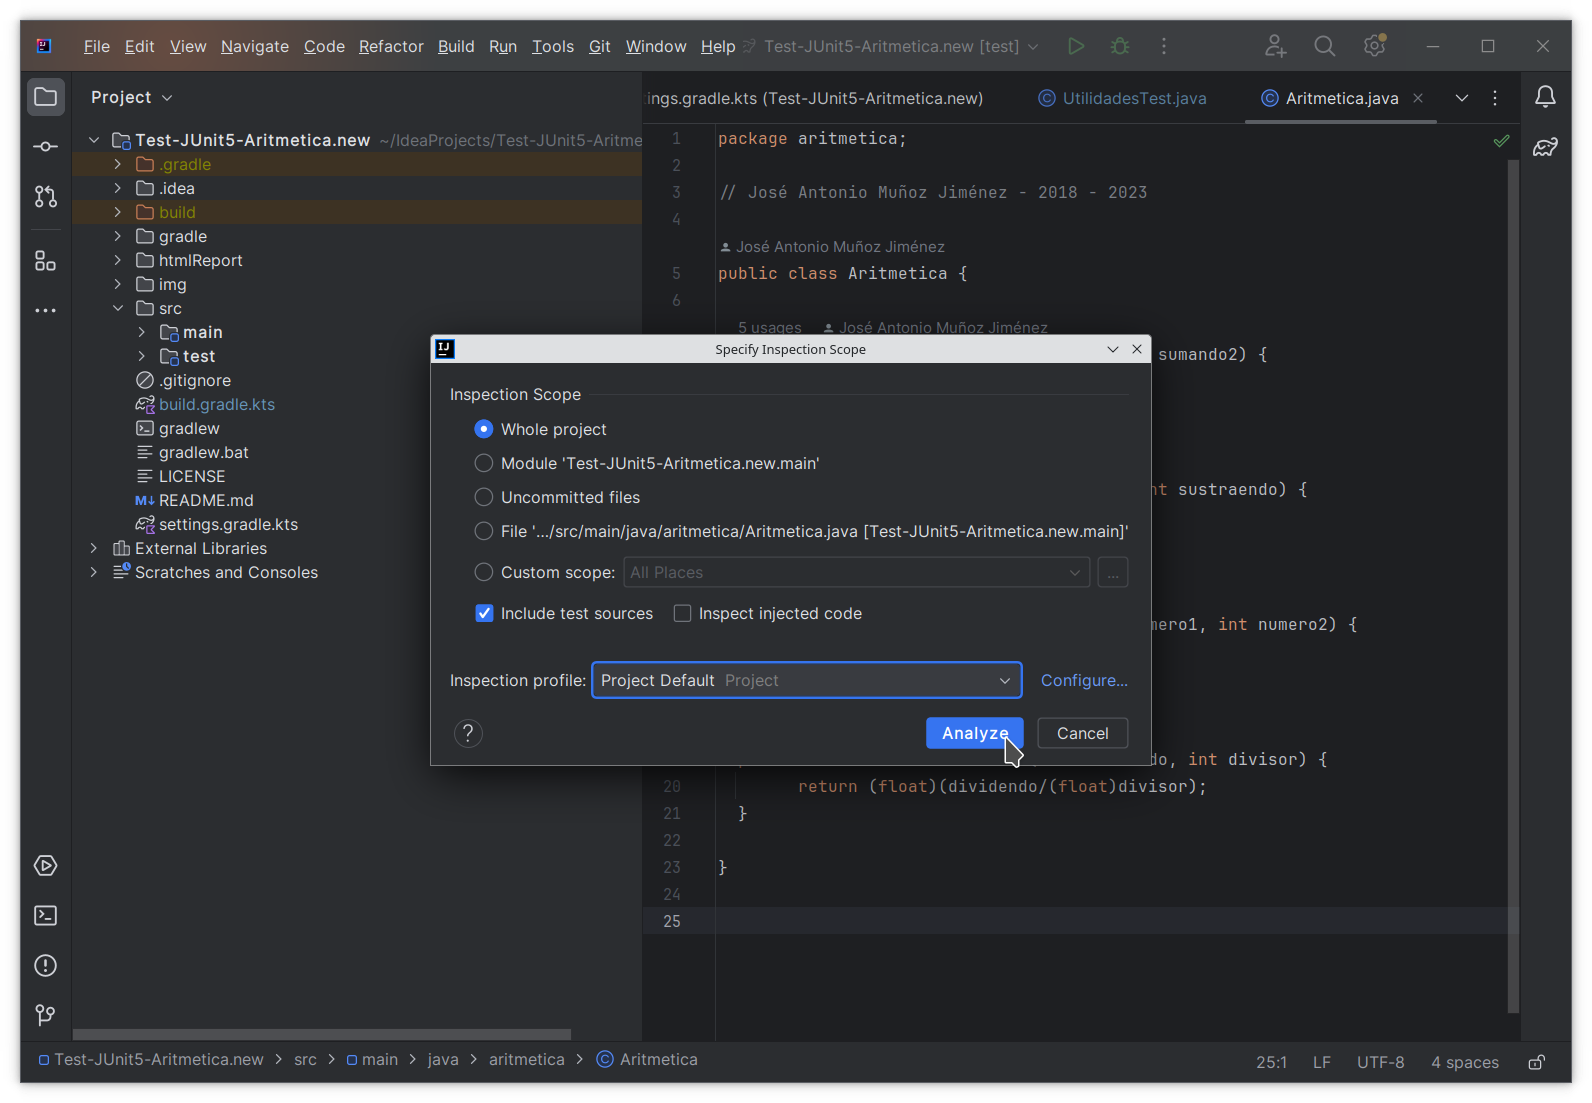 File Edit View Navigate Code Refactor Build Run Tools Git Window Help Test-JUnit5-Aritmetica.new [test]
Project
Test-JUnit5-Aritmetica.new ~/IdeaProjects/Test-JUnit5-Aritme
.gradle
.idea
build
gradle
htmlReport
img
src
main
test
.gitignore
build.gradle.kts
gradlew
gradlew.bat
LICENSE
README.md
settings.gradle.kts
External Libraries
Scratches and Consoles
ings.gradle.kts (Test-JUnit5-Aritmetica.new) UtilidadesTest.java Aritmetica.java
1 package aritmetica;
2
3 // José Antonio Muñoz Jiménez - 2018 - 2023
4
José Antonio Muñoz Jiménez
5 public class Aritmetica {
6
5 usages José Antonio Muñoz Jiménez
sumando2) {
nt sustraendo) {
mero1, int numero2) {
do, int divisor) {
20 return (float)(dividendo/(float)divisor);
21 }
22
23 }
24
25
Specify Inspection Scope
Inspection Scope
Whole project
Module 'Test-JUnit5-Aritmetica.new.main'
Uncommitted files
File '.../src/main/java/aritmetica/Aritmetica.java [Test-JUnit5-Aritmetica.new.main]'
Custom scope: All Places ...
Include test sources Inspect injected code
Inspection profile: Project Default Project Configure...
? Analyze Cancel
Test-JUnit5-Aritmetica.new > src > main > java > aritmetica > Aritmetica
25:1 LF UTF-8 4 spaces